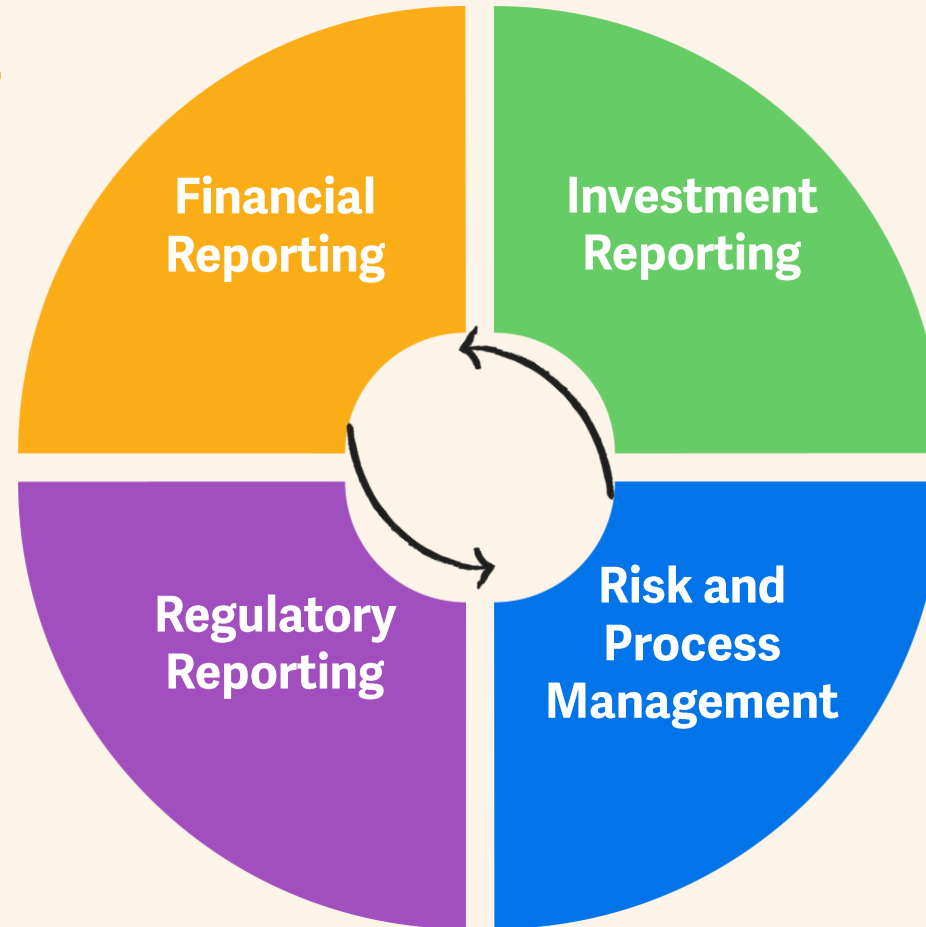 Financial
Reporting
Investment
Reporting
Regulatory
Reporting
Risk and
Process
Management